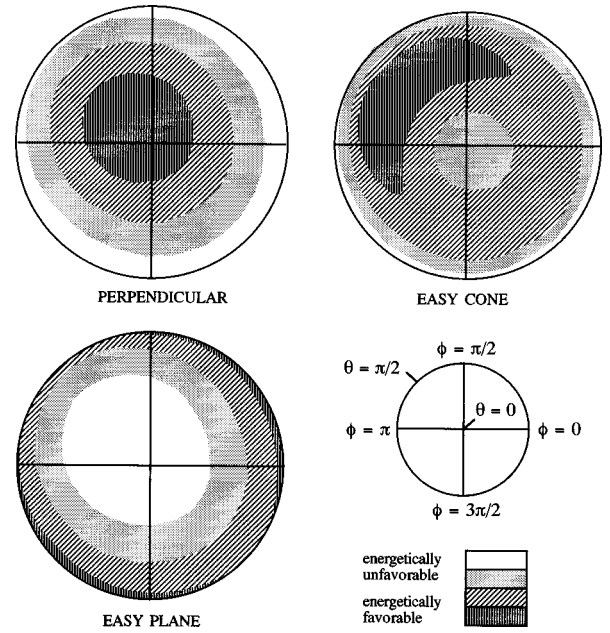 PERPENDICULAR
EASY CONE
EASY PLANE
ϕ = π/2
θ = π/2
θ = 0
ϕ = π
ϕ = 0
ϕ = 3π/2
energetically
unfavorable
energetically
favorable